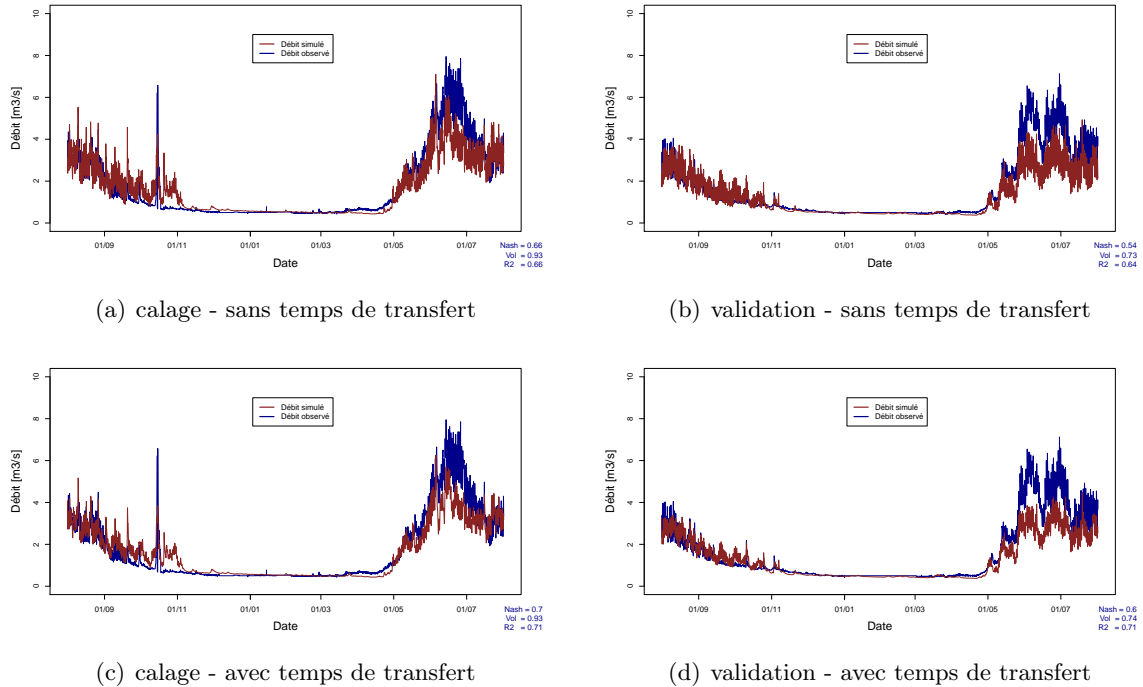 Débit [m3/s]
0
2
4
6
8
10
Débit simulé
Débit observé
01/09 01/11 01/01 01/03 01/05 01/07
Date
Nash = 0.66
Vol = 0.93
R2 = 0.66
(a) calage - sans temps de transfert
Débit [m3/s]
0
2
4
6
8
10
Débit simulé
Débit observé
01/09 01/11 01/01 01/03 01/05 01/07
Date
Nash = 0.54
Vol = 0.73
R2 = 0.64
(b) validation - sans temps de transfert
Débit [m3/s]
0
2
4
6
8
10
Débit simulé
Débit observé
01/09 01/11 01/01 01/03 01/05 01/07
Date
Nash = 0.7
Vol = 0.93
R2 = 0.71
(c) calage - avec temps de transfert
Débit [m3/s]
0
2
4
6
8
10
Débit simulé
Débit observé
01/09 01/11 01/01 01/03 01/05 01/07
Date
Nash = 0.6
Vol = 0.74
R2 = 0.71
(d) validation - avec temps de transfert